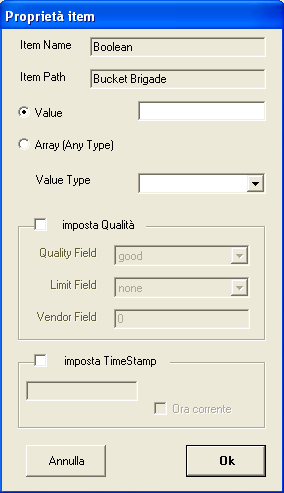 Proprietà item
Item Name Boolean
Item Path Bucket Brigade
Value
Array (Any Type)
Value Type
imposta Qualità
Quality Field good
Limit Field none
Vendor Field 0
imposta TimeStamp
Ora corrente
Annulla Ok